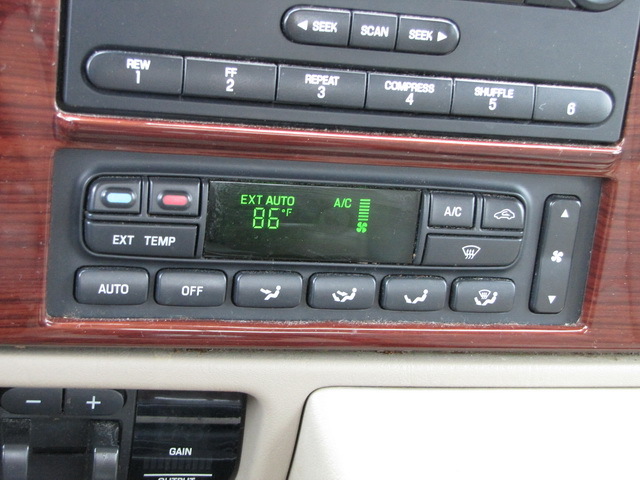 ◄ SEEK SCAN SEEK ►
REW FF REPEAT COMPRESS SHUFFLE
1 2 3 4 5 6
EXT AUTO A/C
86°F
A/C
EXT TEMP
AUTO OFF
− +
GAIN
OUTPUT